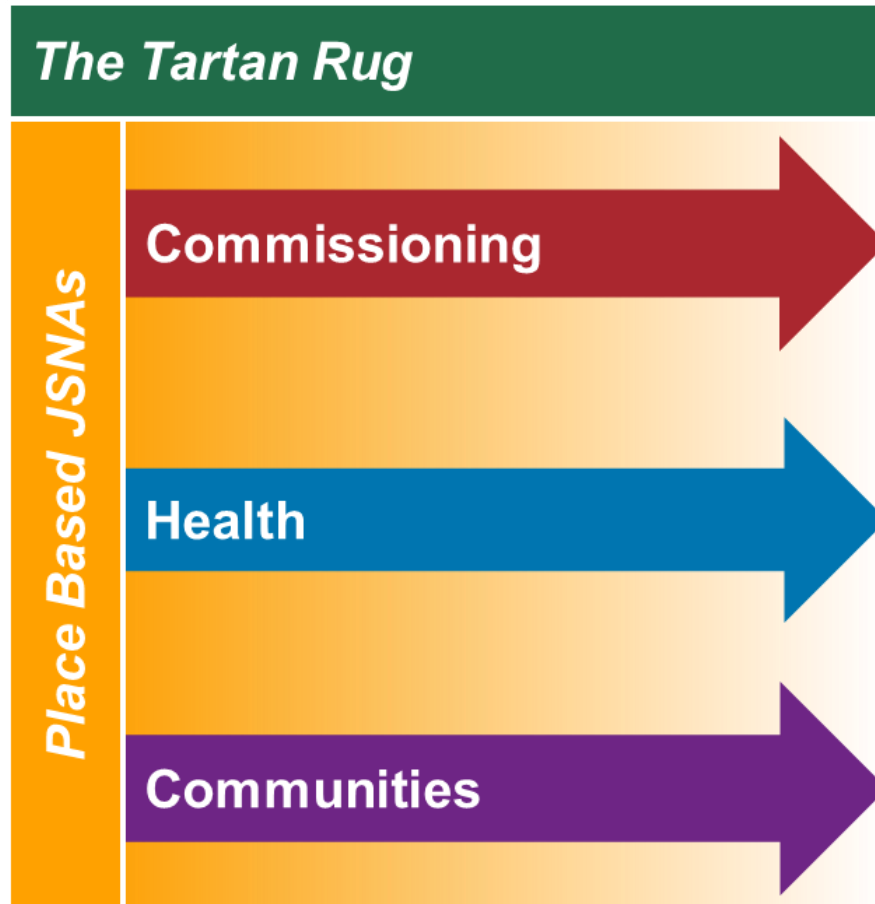 The Tartan Rug
Place Based JSNAs
Commissioning
Health
Communities